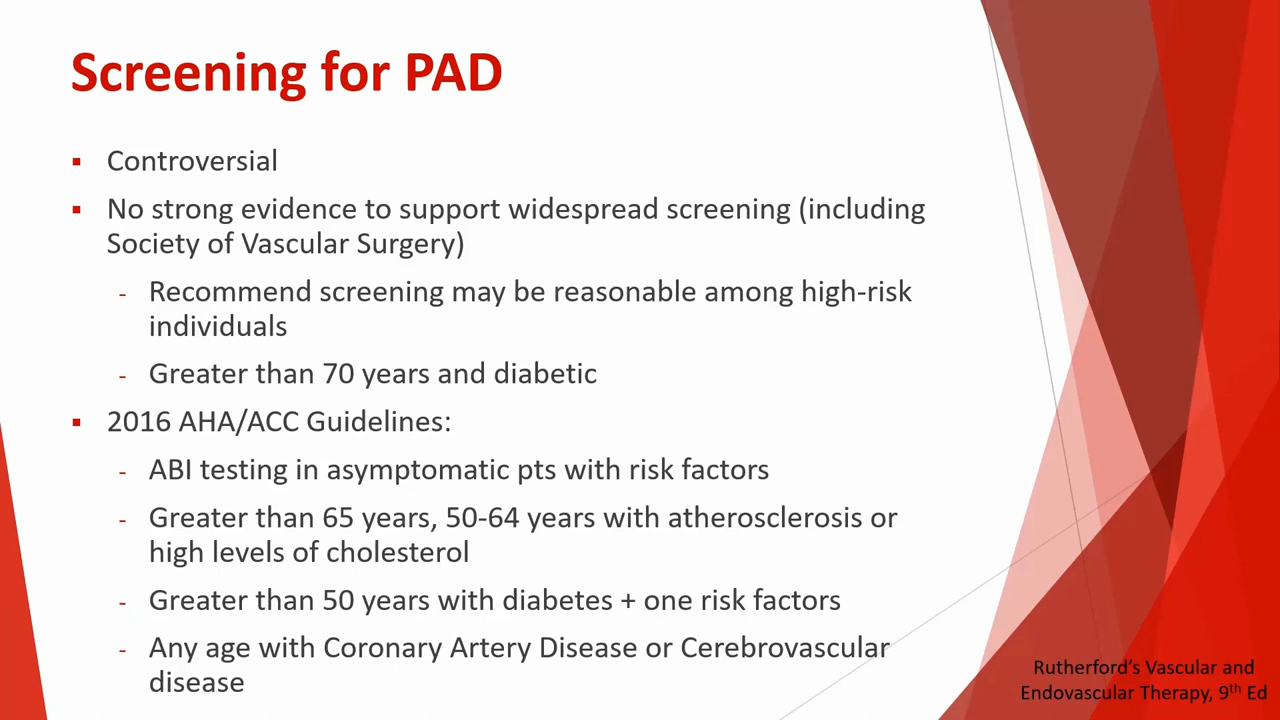 Screening for PAD
▪ Controversial
▪ No strong evidence to support widespread screening (including
Society of Vascular Surgery)
- Recommend screening may be reasonable among high-risk
individuals
- Greater than 70 years and diabetic
▪ 2016 AHA/ACC Guidelines:
- ABI testing in asymptomatic pts with risk factors
- Greater than 65 years, 50-64 years with atherosclerosis or
high levels of cholesterol
- Greater than 50 years with diabetes + one risk factors
- Any age with Coronary Artery Disease or Cerebrovascular
disease
Rutherford's Vascular and
Endovascular Therapy, 9th Ed